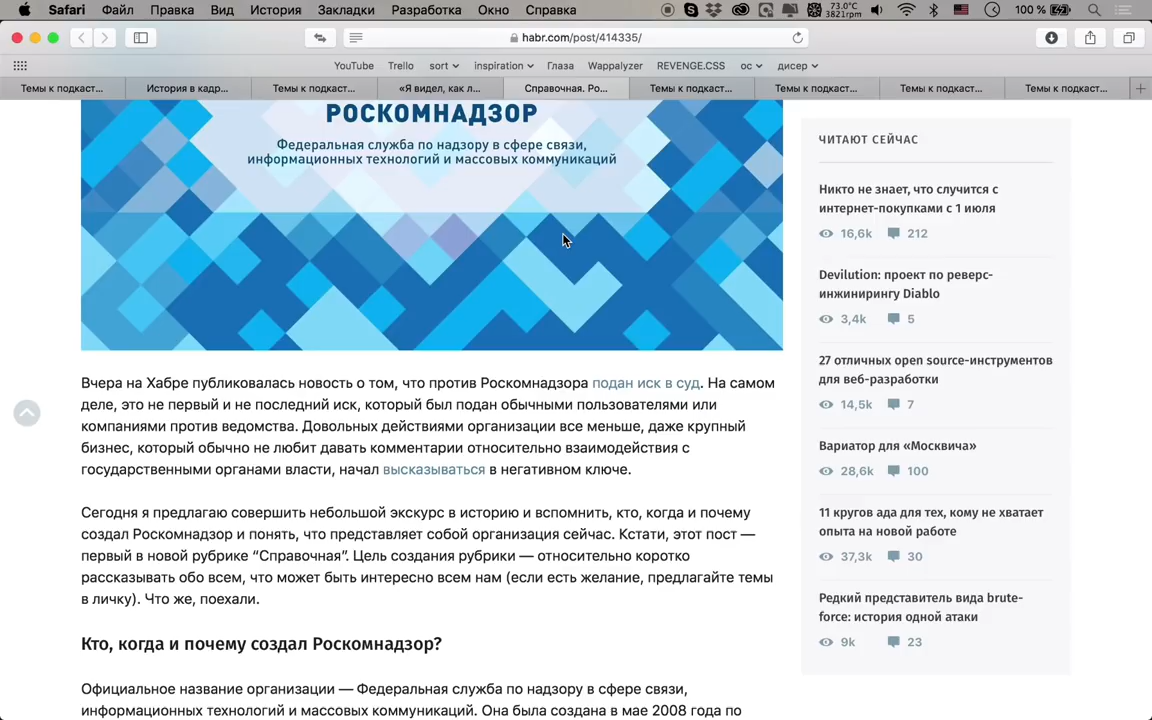 Safari Файл Правка Вид История Закладки Разработка Окно Справка 73.0°C 3821rpm 100 %
habr.com/post/414335/
YouTube Trello sort inspiration Глаза Wappalyzer REVENGE.CSS ос дисер
Темы к подкаст... История в кадр... Темы к подкаст... «Я видел, как л... Справочная. Ро... Темы к подкаст... Темы к подкаст... Темы к подкаст... Темы к подкаст...
РОСКОМНАДЗОР
Федеральная служба по надзору в сфере связи,
информационных технологий и массовых коммуникаций
Вчера на Хабре публиковалась новость о том, что против Роскомнадзора подан иск в суд. На самом
деле, это не первый и не последний иск, который был подан обычными пользователями или
компаниями против ведомства. Довольных действиями организации все меньше, даже крупный
бизнес, который обычно не любит давать комментарии относительно взаимодействия с
государственными органами власти, начал высказываться в негативном ключе.
Сегодня я предлагаю совершить небольшой экскурс в историю и вспомнить, кто, когда и почему
создал Роскомнадзор и понять, что представляет собой организация сейчас. Кстати, этот пост —
первый в новой рубрике “Справочная”. Цель создания рубрики — относительно коротко
рассказывать обо всем, что может быть интересно всем нам (если есть желание, предлагайте темы
в личку). Что же, поехали.
Кто, когда и почему создал Роскомнадзор?
Официальное название организации — Федеральная служба по надзору в сфере связи,
информационных технологий и массовых коммуникаций. Она была создана в мае 2008 года по
ЧИТАЮТ СЕЙЧАС
Никто не знает, что случится с
интернет-покупками с 1 июля
16,6k 212
Devilution: проект по реверс-
инжинирингу Diablo
3,4k 5
27 отличных open source-инструментов
для веб-разработки
14,5k 7
Вариатор для «Москвича»
28,6k 100
11 кругов ада для тех, кому не хватает
опыта на новой работе
37,3k 30
Редкий представитель вида brute-
force: история одной атаки
9k 23